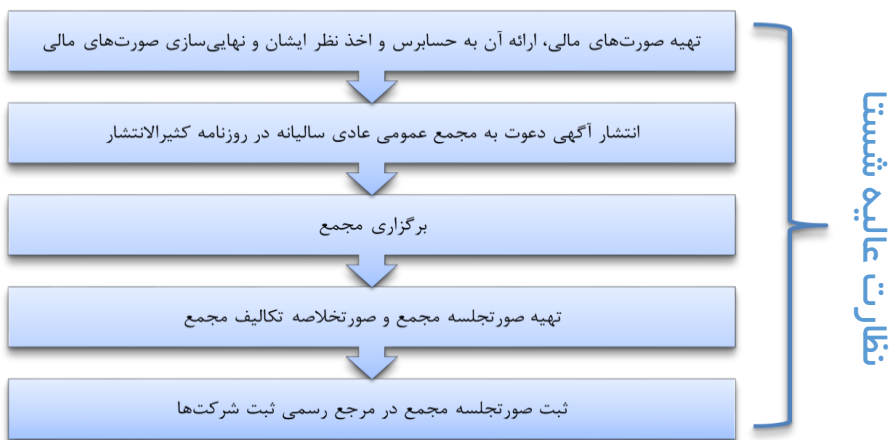 تهیه صورت‌های مالی، ارائه آن به حسابرس و اخذ نظر ایشان و نهایی‌سازی صورت‌های مالی
انتشار آگهی دعوت به مجمع عمومی عادی سالیانه در روزنامه کثیرالانتشار
برگزاری مجمع
تهیه صورتجلسه مجمع و صورتخلاصه تکالیف مجمع
ثبت صورتجلسه مجمع در مرجع رسمی ثبت شرکت‌ها
نظارت عالیه شستا